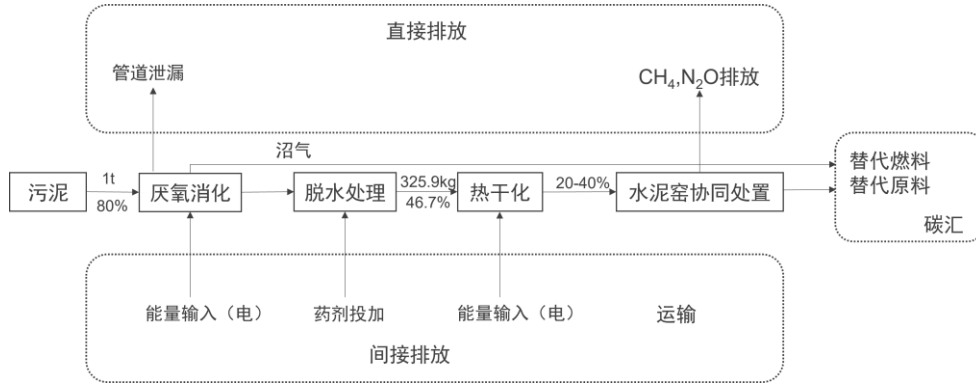 直接排放
管道泄漏
CH₄,N₂O排放
沼气
替代燃料
替代原料
碳汇
污泥
1t
80%
厌氧消化
脱水处理
325.9kg
46.7%
热干化
20-40%
水泥窑协同处置
能量输入（电）
药剂投加
能量输入（电）
运输
间接排放